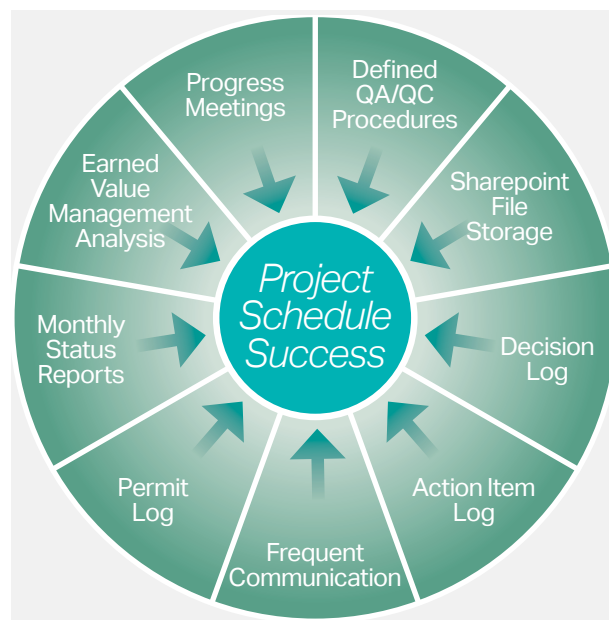 Progress
Meetings
Defined
QA/QC
Procedures
Sharepoint
File
Storage
Decision
Log
Action Item
Log
Frequent
Communication
Permit
Log
Monthly
Status
Reports
Earned
Value
Management
Analysis
Project
Schedule
Success